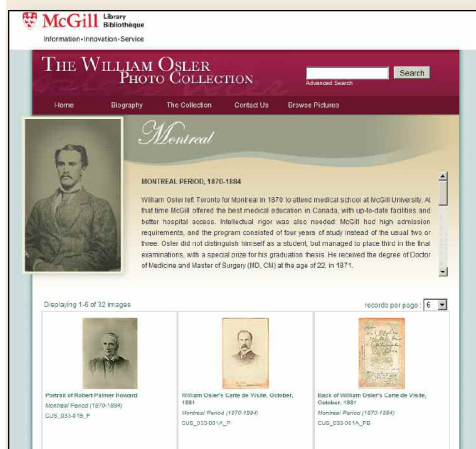 McGill Library
Bibliothèque
Information•Innovation•Service
THE WILLIAM OSLER
PHOTO COLLECTION
Search
Advanced Search
Home Biography The Collection Contact Us Browse Pictures
Montreal
MONTREAL PERIOD, 1870-1884
William Osler left Toronto for Montreal in 1870 to attend medical school at McGill University. At
that time McGill offered the best medical education in Canada, with up-to-date facilities and
better hospital access. Intellectual rigor was also needed: McGill had high admission
requirements, and the program consisted of four years of study instead of the usual two or
three. Osler did not distinguish himself as a student, but managed to place third in the final
examinations, with a special prize for his graduation thesis. He received the degree of Doctor
of Medicine and Master of Surgery (MD, CM) at the age of 22 in 1871.
Displaying 1-6 of 32 images
records per page : 6
Portrait of Robert Palmer Howard
Montreal Period (1870-1884)
CUS_033-019_P
William Osler's Carte de Visite, October,
1881
Montreal Period (1870-1884)
CUS_033-001A_P
Back of William Osler's Carte de Visite,
October, 1881
Montreal Period (1870-1884)
CUS_033-001A_PB